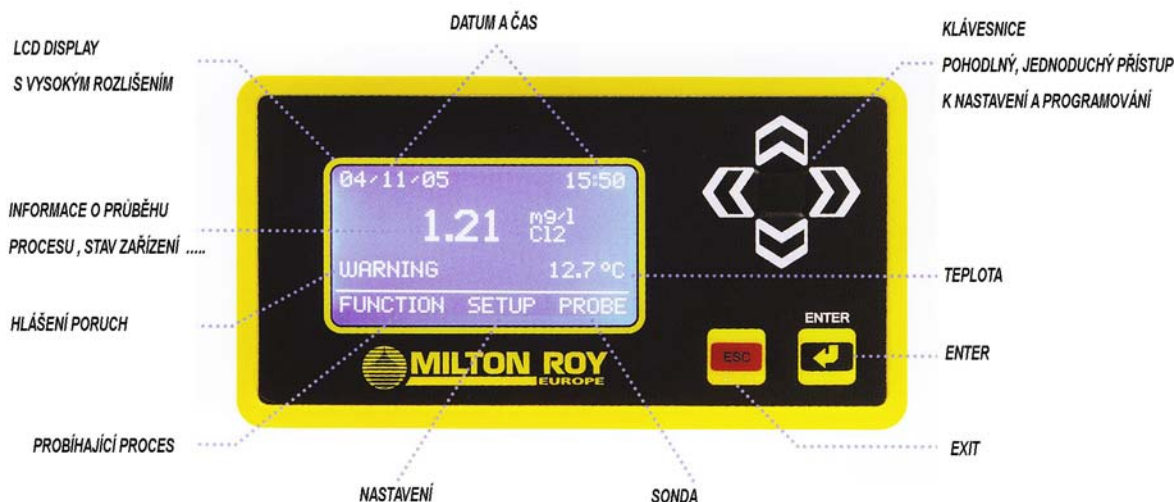 DATUM A ČAS
LCD DISPLAY
S VYSOKÝM ROZLIŠENÍM
KLÁVESNICE
POHODLNÝ, JEDNODUCHÝ PŘÍSTUP
K NASTAVENÍ A PROGRAMOVÁNÍ
04/11/05 15:50
1.21 mg/l
Cl2
INFORMACE O PRŮBĚHU
PROCESU , STAV ZAŘÍZENÍ .....
WARNING 12.7 °C
TEPLOTA
FUNCTION SETUP PROBE
HLÁŠENÍ PORUCH
ENTER
ESC
ENTER
MILTON ROY
EUROPE
PROBÍHAJÍCÍ PROCES
EXIT
NASTAVENÍ
SONDA